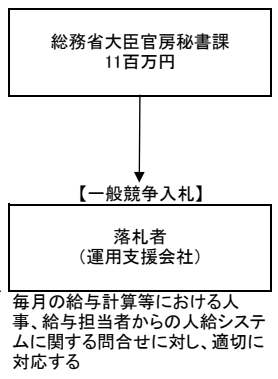 総務省大臣官房秘書課
11百万円
【一般競争入札】
落札者
(運用支援会社)
毎月の給与計算等における人
事、給与担当者からの人給システ
ムに関する問合せに対し、適切に
対応する